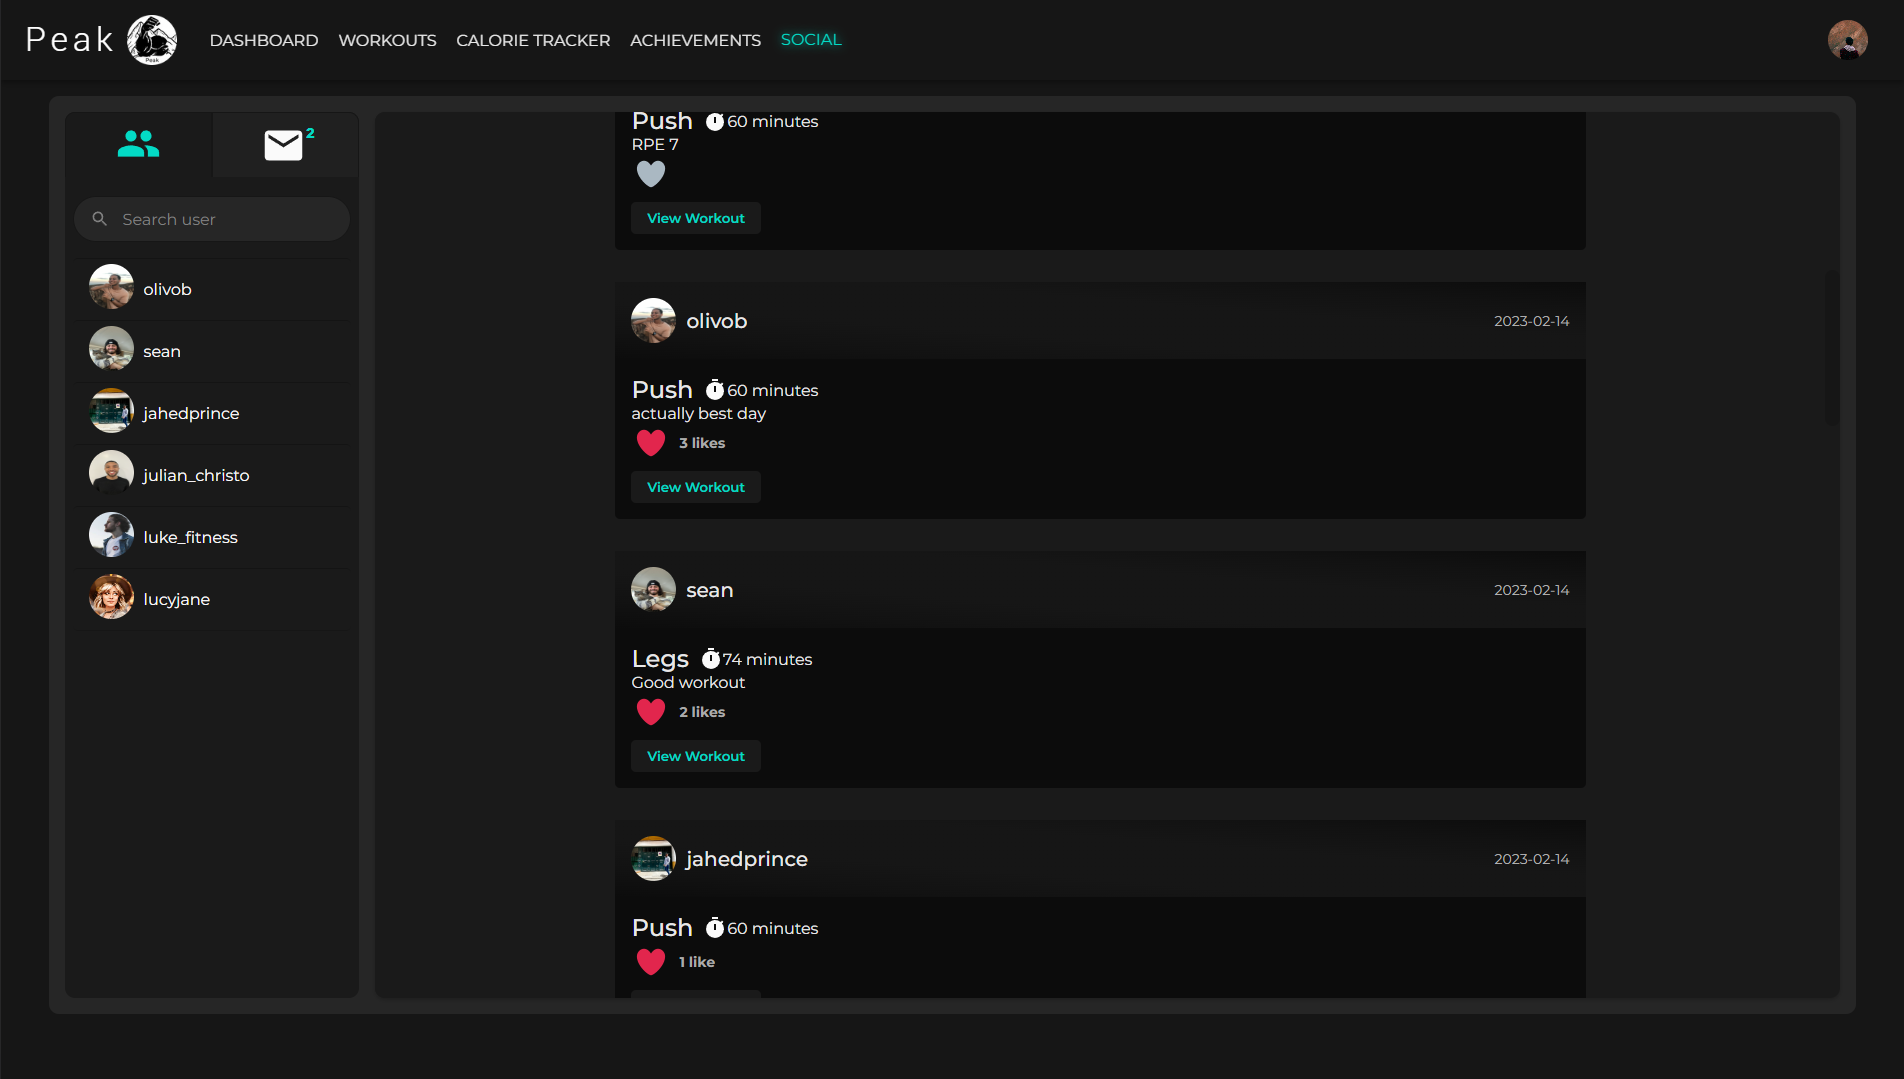 Peak
Peak
DASHBOARD
WORKOUTS
CALORIE TRACKER
ACHIEVEMENTS
SOCIAL
2
Search user
olivob
sean
jahedprince
julian_christo
luke_fitness
lucyjane
Push 60 minutes
RPE 7
View Workout
olivob 2023-02-14
Push 60 minutes
actually best day
3 likes
View Workout
sean 2023-02-14
Legs 74 minutes
Good workout
2 likes
View Workout
jahedprince 2023-02-14
Push 60 minutes
1 like